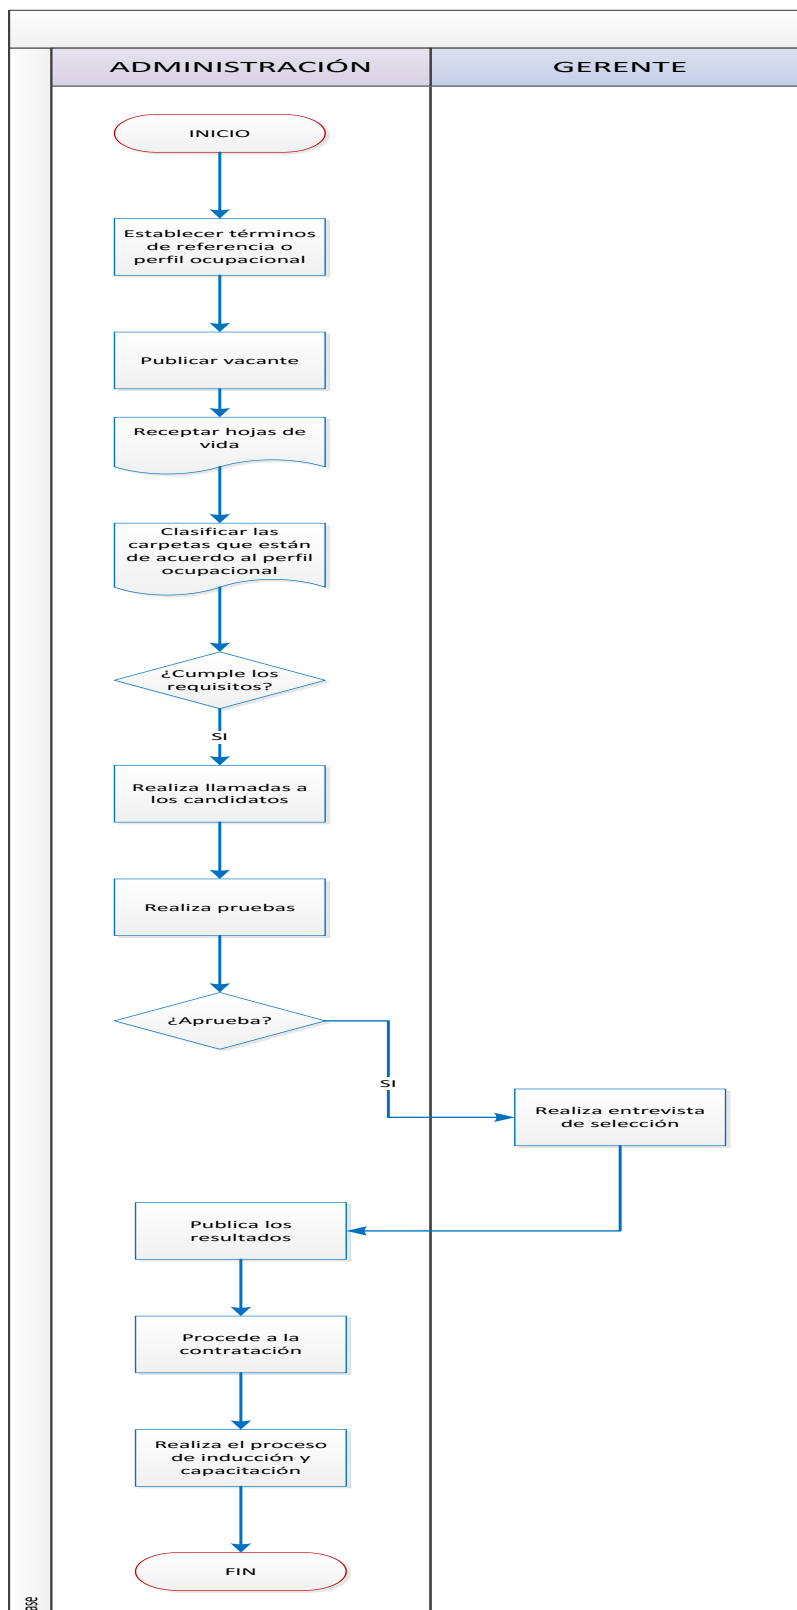 ADMINISTRACIÓN
GERENTE
INICIO
Establecer términos
de referencia o
perfil ocupacional
Publicar vacante
Receptar hojas de
vida
Clasificar las
carpetas que están
de acuerdo al perfil
ocupacional
¿Cumple los
requisitos?
SI
Realiza llamadas a
los candidatos
Realiza pruebas
¿Aprueba?
SI
Realiza entrevista
de selección
Publica los
resultados
Procede a la
contratación
Realiza el proceso
de inducción y
capacitación
FIN